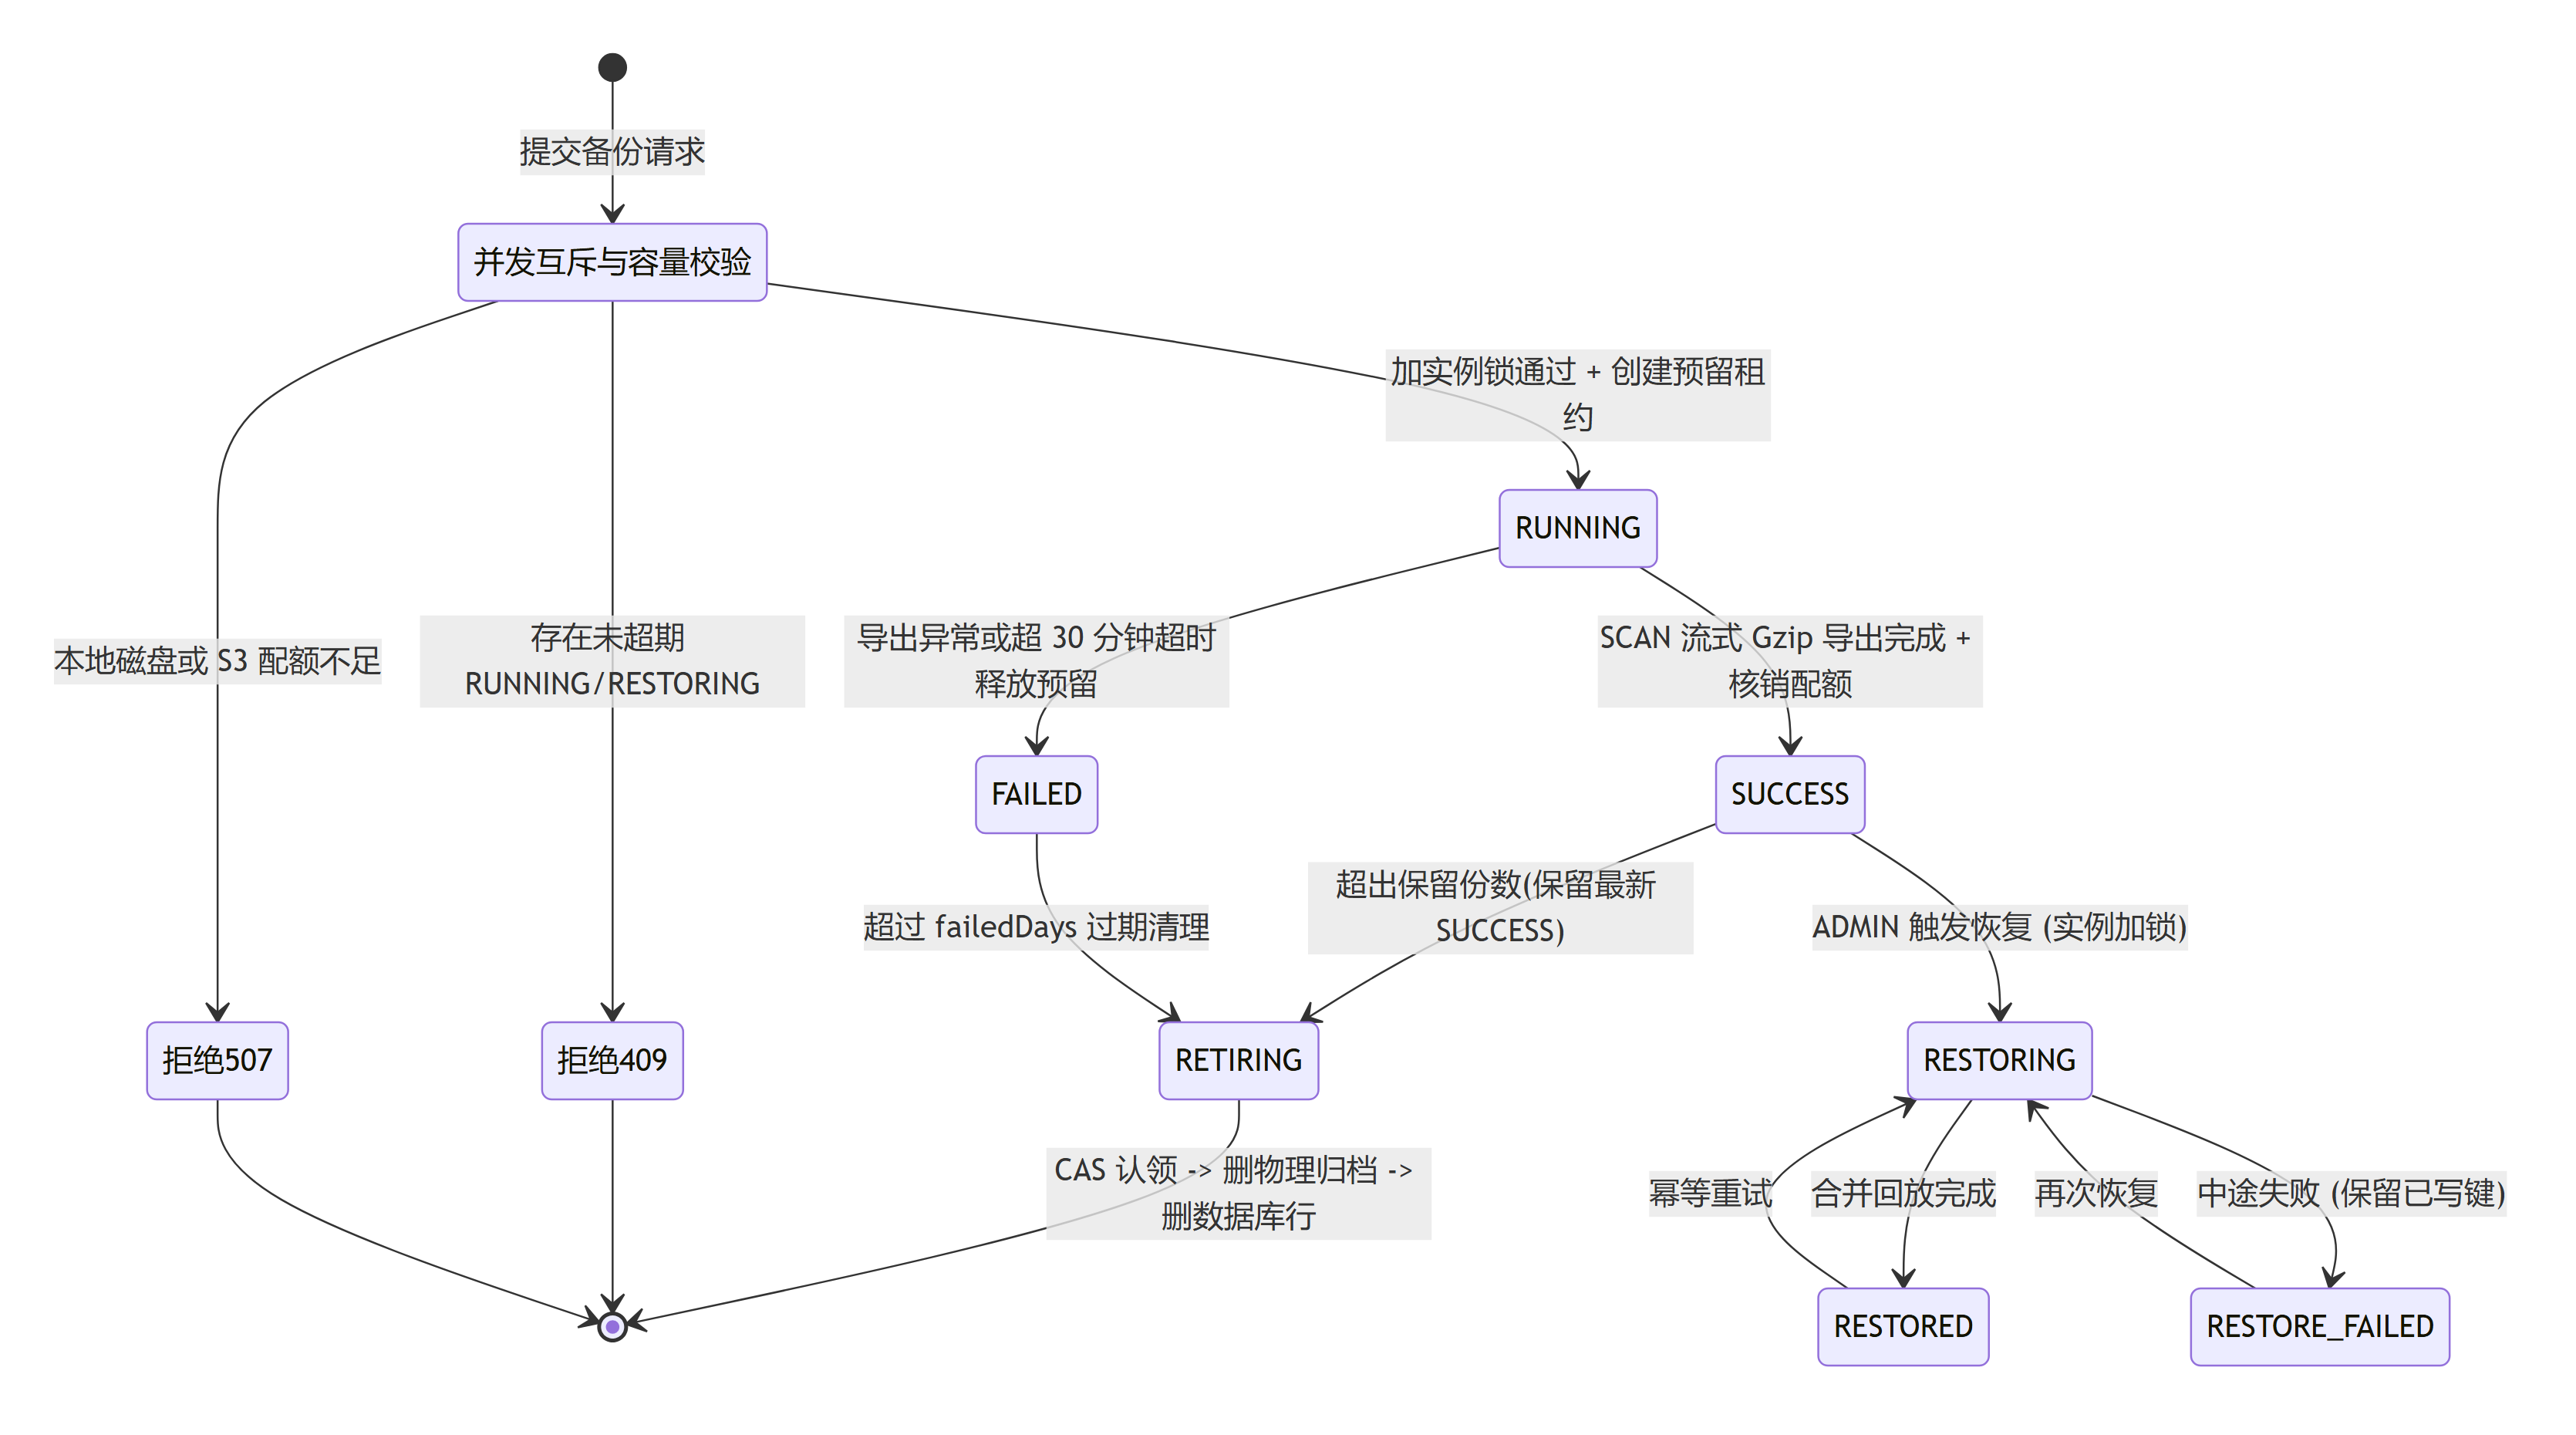 提交备份请求
并发互斥与容量校验
加实例锁通过 + 创建预留租
约
RUNNING
本地磁盘或 S3 配额不足
存在未超期
RUNNING/RESTORING
导出异常或超 30 分钟超时
释放预留
SCAN 流式 Gzip 导出完成 +
核销配额
FAILED
SUCCESS
超过 failedDays 过期清理
超出保留份数(保留最新
SUCCESS)
ADMIN 触发恢复 (实例加锁)
拒绝507
拒绝409
RETIRING
RESTORING
CAS 认领 -> 删物理归档 ->
删数据库行
幂等重试
合并回放完成
再次恢复
中途失败 (保留已写键)
RESTORED
RESTORE_FAILED